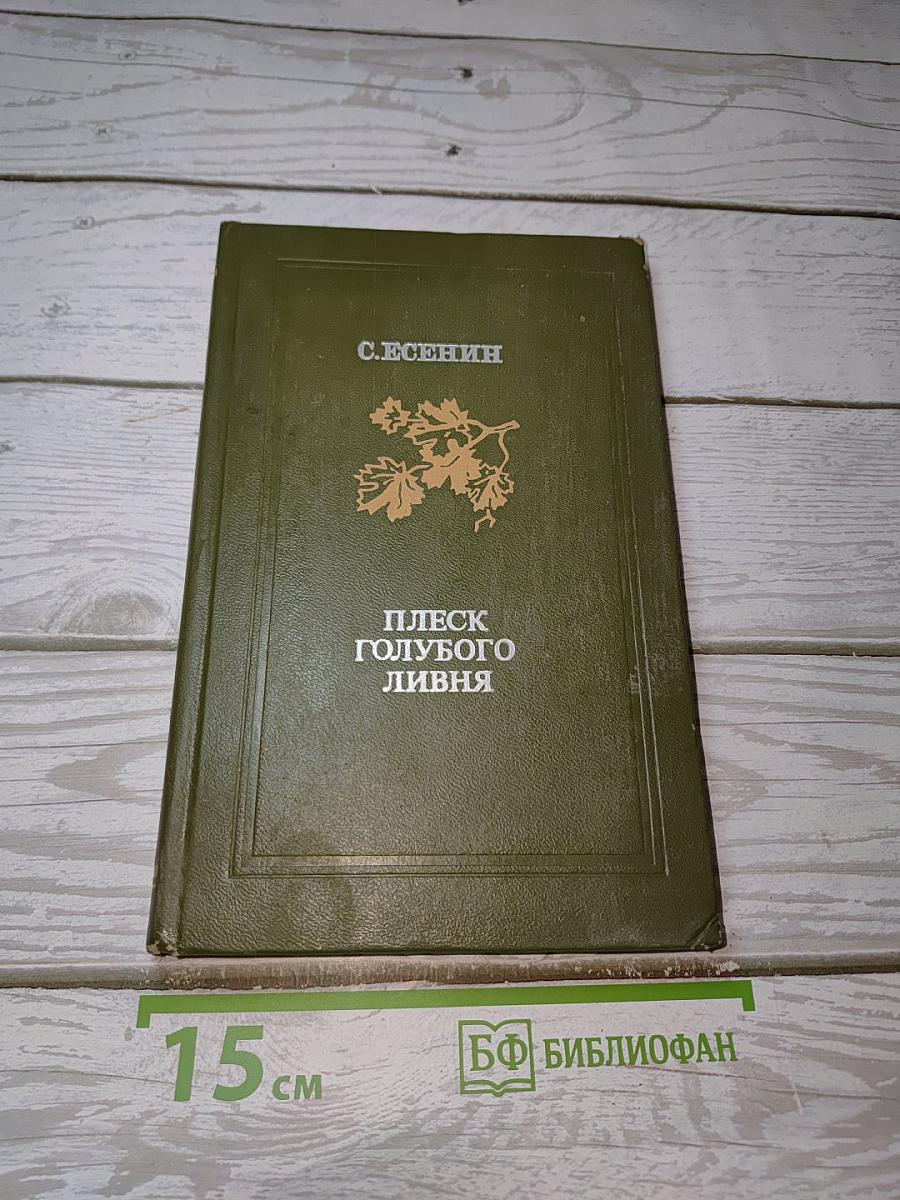 С.ЕСЕНИН
ПЛЕСК
ГОЛУБОГО
ЛИВНЯ
15 см
БФ БИБЛИОФАН